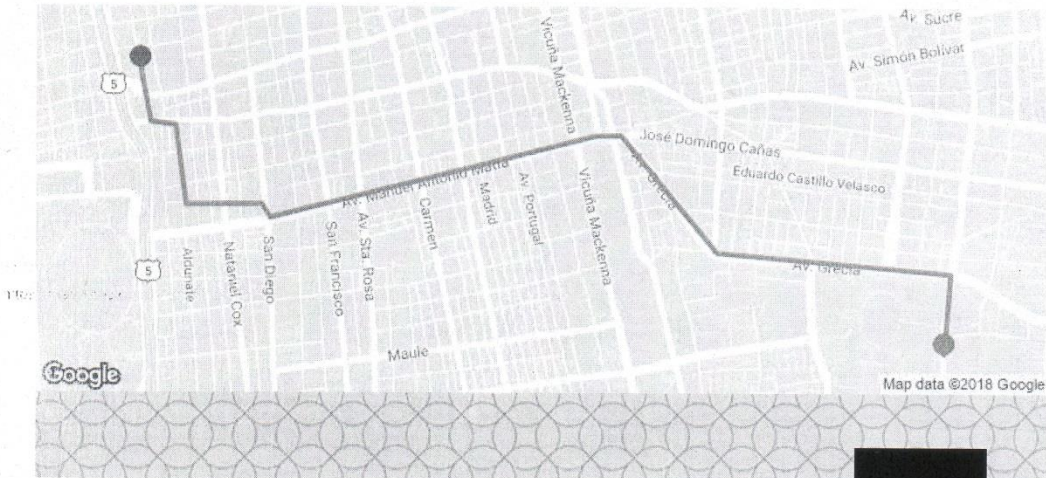 Av. Sucre
Av. Simón Bolivar
Vicuña Mackenna
5
José Domingo Cañas
Av. Manuel Antonio Matta
Av. Grecia
Eduardo Castillo Velasco
Madrid
Av. Portugal
Vicuña Mackenna
Carmen
Av. Sta. Rosa
San Francisco
San Diego
Nataniel Cox
Aldunate
5
Av. Grecia
Maule
Google
Map data ©2018 Google